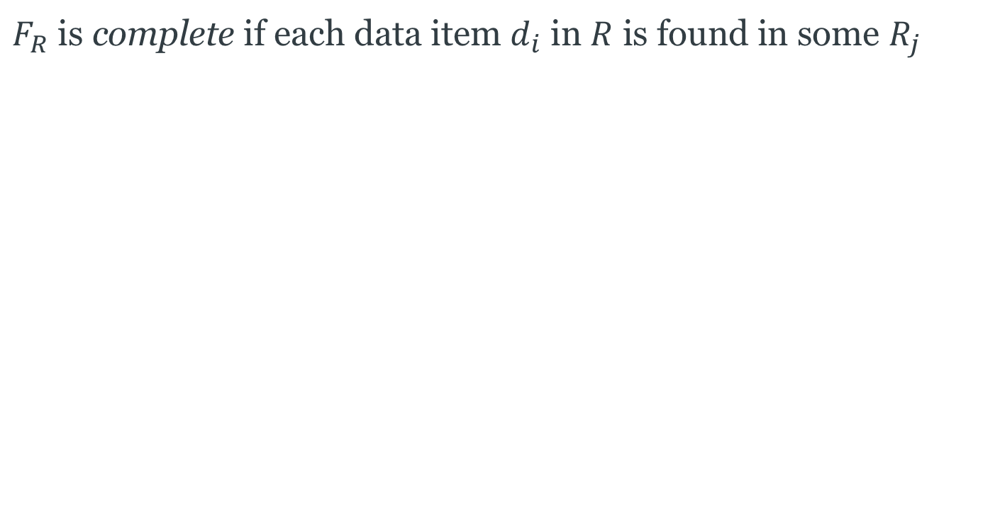 F_R is complete if each data item d_i in R is found in some R_j